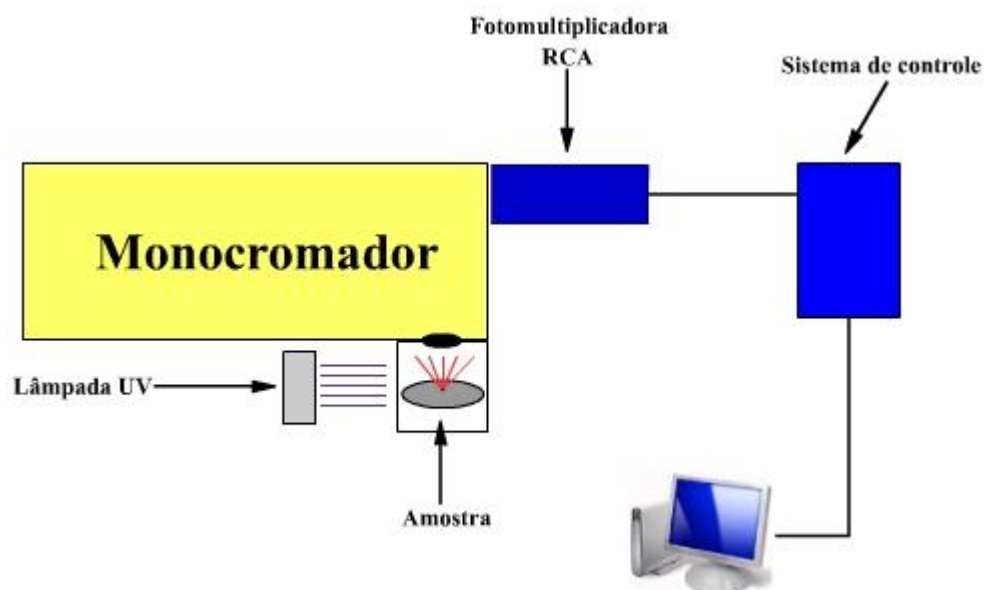 Fotomultiplicadora
RCA
Sistema de controle
Monocromador
Lâmpada UV
Amostra